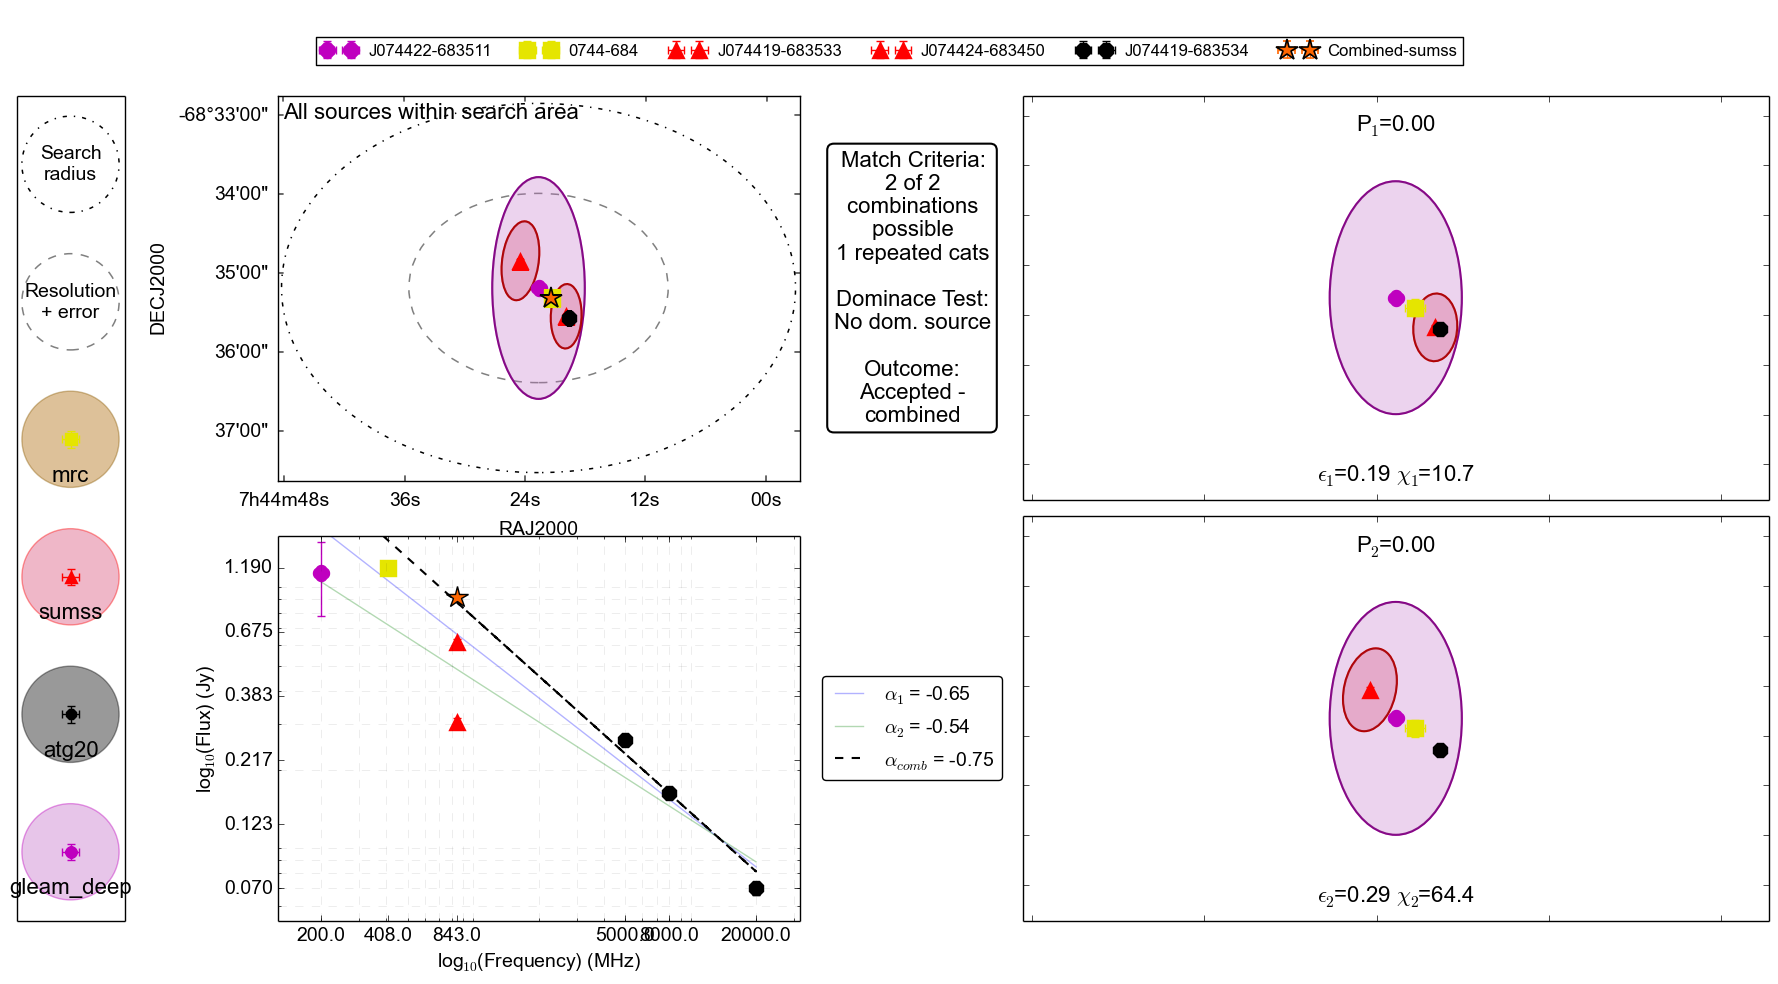 J074422-683511
0744-684
J074419-683533
J074424-683450
J074419-683534
Combined-sumss
Search
radius
Resolution
+ error
mrc
sumss
atg20
gleam_deep
All sources within search area
-68°33'00"
34'00"
35'00"
36'00"
37'00"
DECJ2000
7h44m48s
36s
24s
12s
00s
RAJ2000
Match Criteria:
2 of 2
combinations
possible
1 repeated cats
Dominace Test:
No dom. source
Outcome:
Accepted -
combined
P1=0.00
ϵ1=0.19 χ1=10.7
1.190
0.675
0.383
0.217
0.123
0.070
log10(Flux) (Jy)
200.0
408.0
843.0
5000.0
8000.0
20000.0
log10(Frequency) (MHz)
α1 = -0.65
α2 = -0.54
αcomb = -0.75
P2=0.00
ϵ2=0.29 χ2=64.4